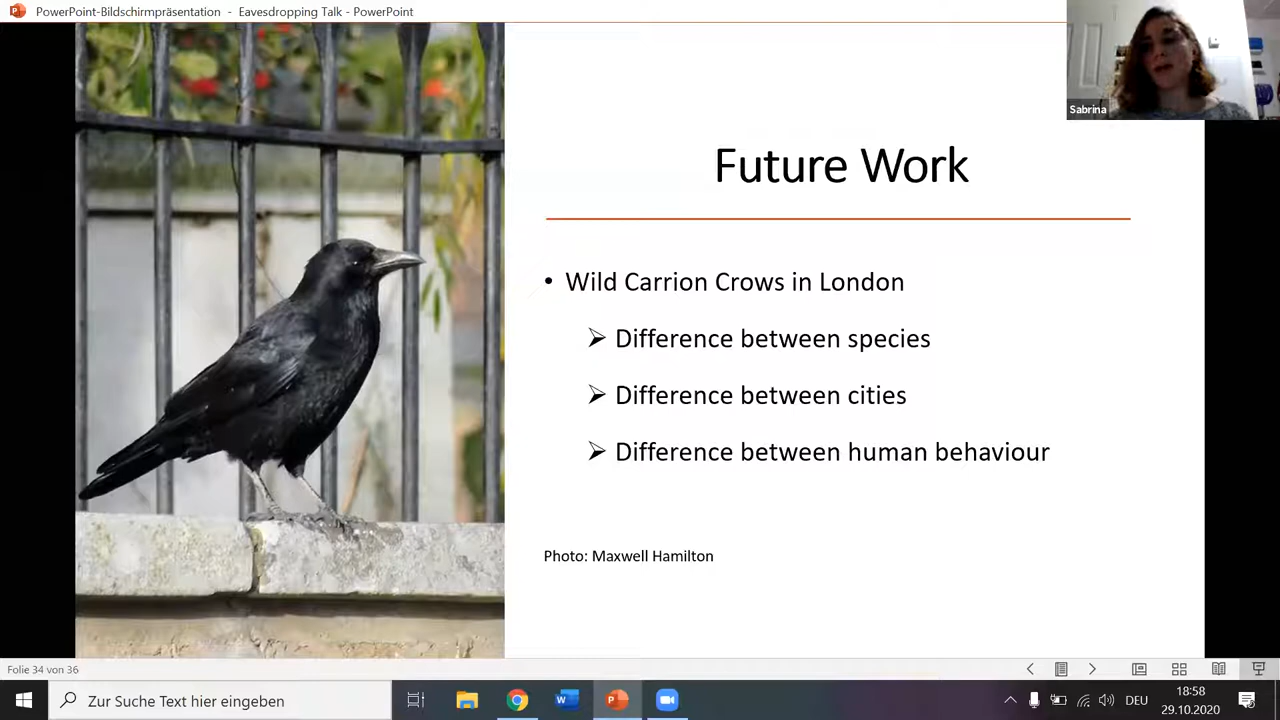 PowerPoint-Bildschirmpräsentation - Eavesdropping Talk - PowerPoint
Sabrina
Future Work
• Wild Carrion Crows in London
➢ Difference between species
➢ Difference between cities
➢ Difference between human behaviour
Photo: Maxwell Hamilton
Folie 34 von 36
Zur Suche Text hier eingeben
DEU
18:58
29.10.2020